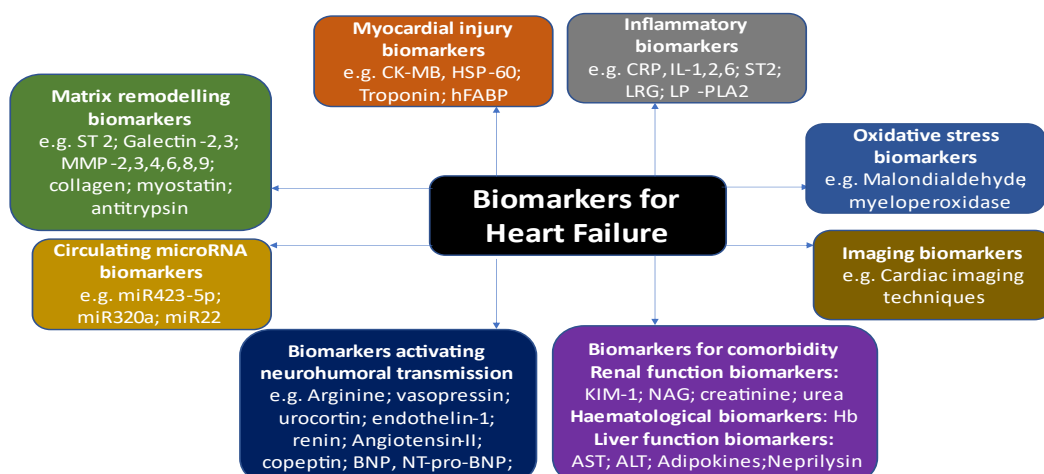 Myocardial injury
biomarkers
e.g. CK-MB, HSP-60;
Troponin; hFABP
Inflammatory
biomarkers
e.g. CRP, IL-1,2,6; ST2;
LRG; LP -PLA2
Matrix remodelling
biomarkers
e.g. ST 2; Galectin -2,3;
MMP -2,3,4,6,8,9;
collagen; myostatin;
antitrypsin
Oxidative stress
biomarkers
e.g. Malondialdehyde,
myeloperoxidase
Biomarkers for
Heart Failure
Circulating microRNA
biomarkers
e.g. miR423-5p;
miR320a; miR22
Imaging biomarkers
e.g. Cardiac imaging
techniques
Biomarkers activating
neurohumoral transmission
e.g. Arginine; vasopressin;
urocortin; endothelin-1;
renin; Angiotensin-II;
copeptin; BNP, NT-pro-BNP;
Biomarkers for comorbidity
Renal function biomarkers:
KIM-1; NAG; creatinine; urea
Haematological biomarkers: Hb
Liver function biomarkers:
AST; ALT; Adipokines;Neprilysin